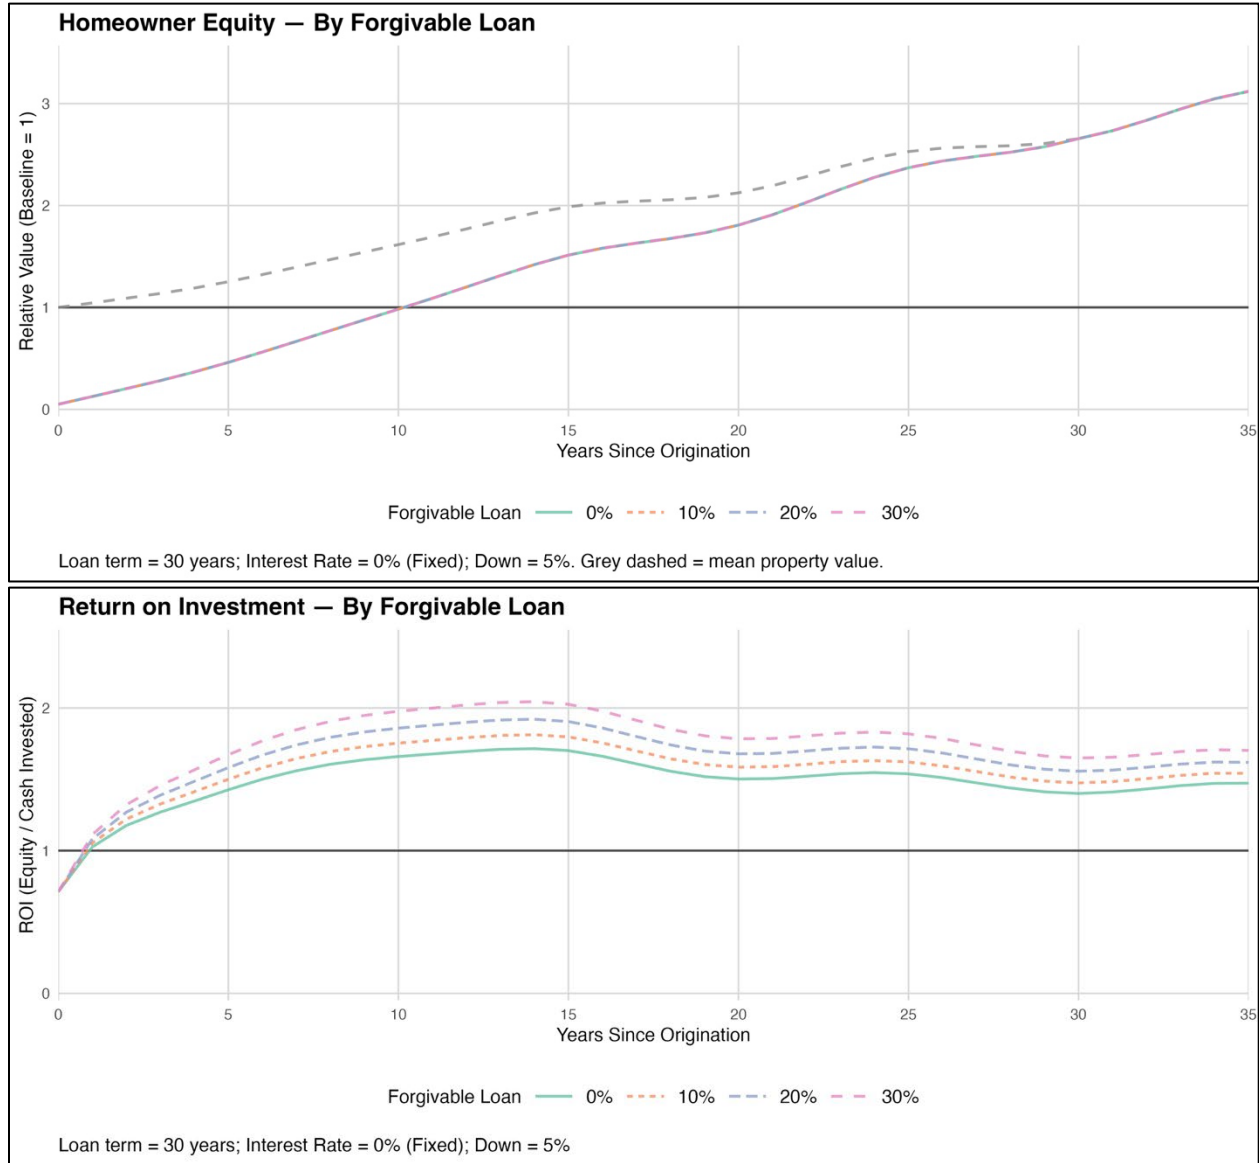 Homeowner Equity — By Forgivable Loan
Relative Value (Baseline = 1)
3
2
1
0
0 5 10 15 20 25 30 35
Years Since Origination
Forgivable Loan 0% 10% 20% 30%
Loan term = 30 years; Interest Rate = 0% (Fixed); Down = 5%. Grey dashed = mean property value.
Return on Investment — By Forgivable Loan
ROI (Equity / Cash Invested)
2
1
0
0 5 10 15 20 25 30 35
Years Since Origination
Forgivable Loan 0% 10% 20% 30%
Loan term = 30 years; Interest Rate = 0% (Fixed); Down = 5%